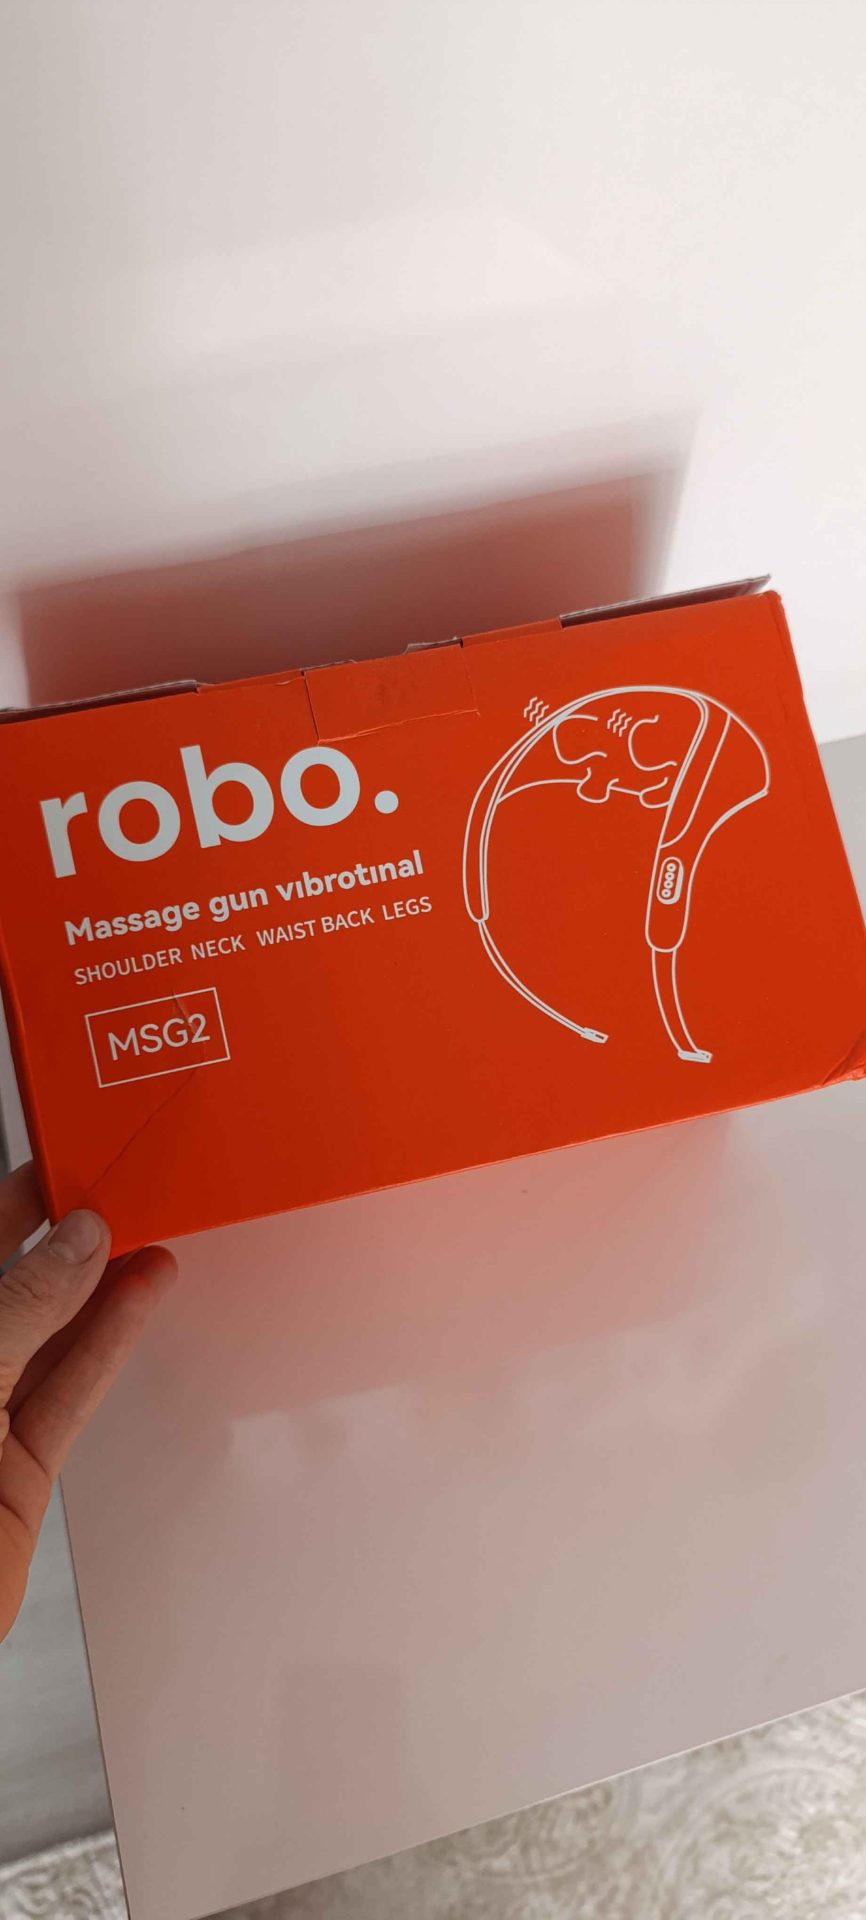 robo.
Massage gun vıbrotınal
SHOULDER NECK WAIST BACK LEGS
MSG2